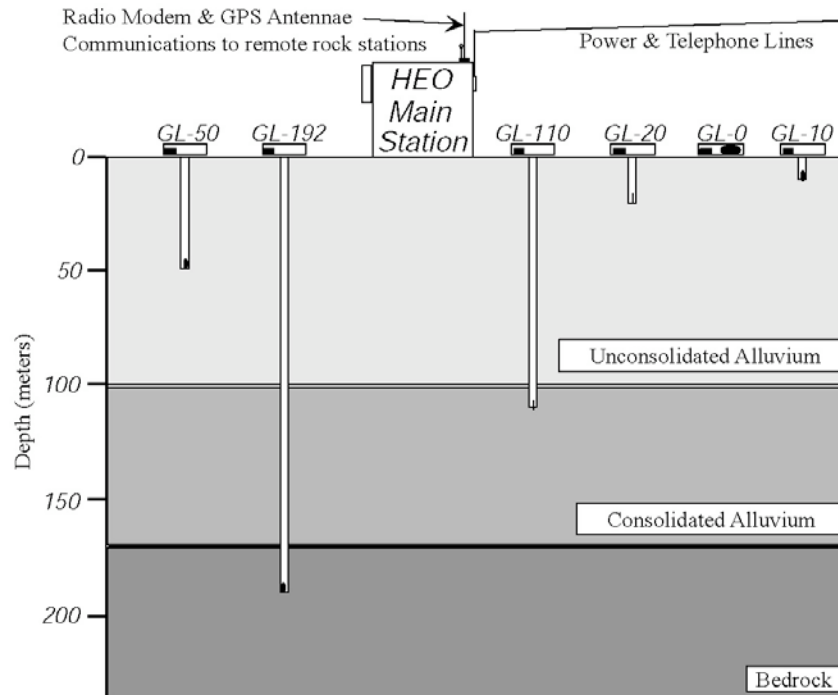 Radio Modem & GPS Antennae
Communications to remote rock stations
Power & Telephone Lines
HEO
Main
Station
GL-50
GL-192
GL-110
GL-20
GL-0
GL-10
0
50
100
150
200
Depth (meters)
Unconsolidated Alluvium
Consolidated Alluvium
Bedrock